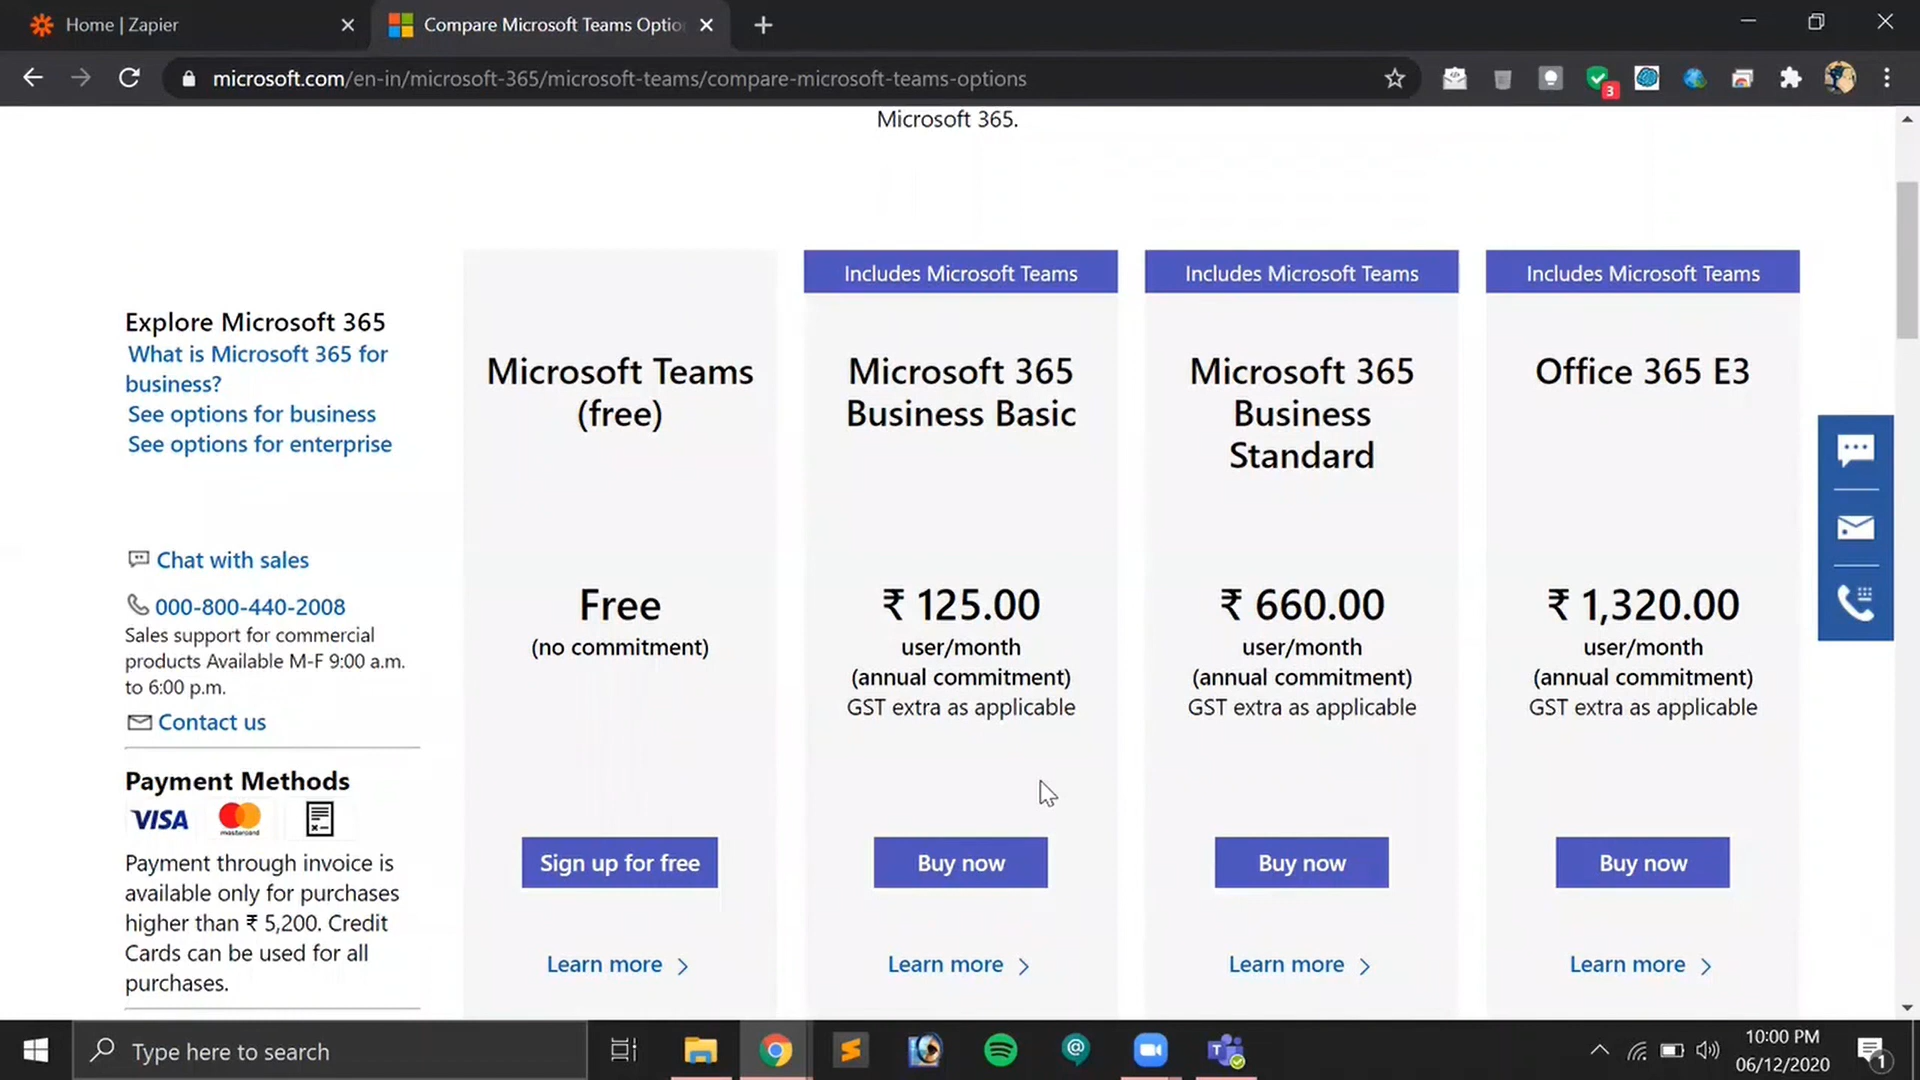 Home | Zapier
Compare Microsoft Teams Optio
microsoft.com/en-in/microsoft-365/microsoft-teams/compare-microsoft-teams-options
3
Microsoft 365.
Explore Microsoft 365
What is Microsoft 365 for
business?
See options for business
See options for enterprise
Chat with sales
000-800-440-2008
Sales support for commercial
products Available M-F 9:00 a.m.
to 6:00 p.m.
Contact us
Payment Methods
VISA
mastercard
Payment through invoice is
available only for purchases
higher than ₹ 5,200. Credit
Cards can be used for all
purchases.
Microsoft Teams
(free)
Free
(no commitment)
Sign up for free
Learn more
Includes Microsoft Teams
Microsoft 365
Business Basic
₹ 125.00
user/month
(annual commitment)
GST extra as applicable
Buy now
Learn more
Includes Microsoft Teams
Microsoft 365
Business
Standard
₹ 660.00
user/month
(annual commitment)
GST extra as applicable
Buy now
Learn more
Includes Microsoft Teams
Office 365 E3
₹ 1,320.00
user/month
(annual commitment)
GST extra as applicable
Buy now
Learn more
Type here to search
10:00 PM
06/12/2020
1